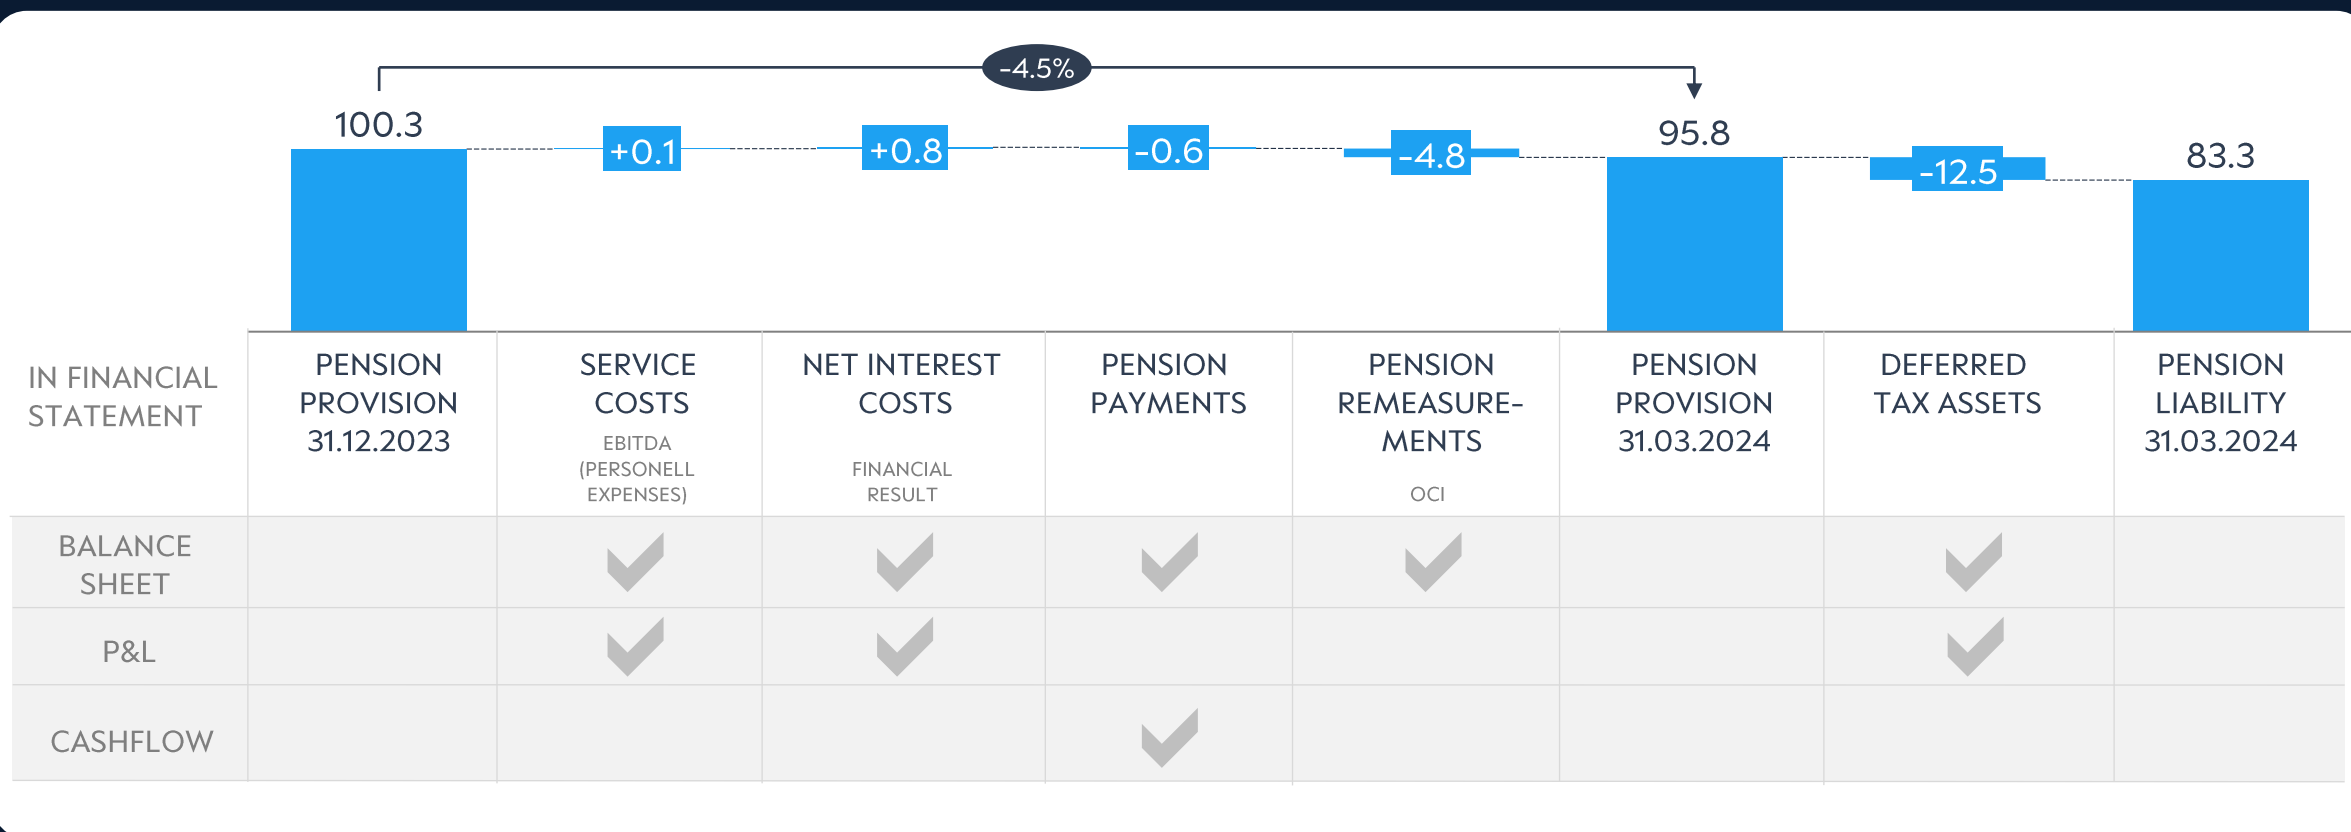 -4.5%
100.3
+0.1
+0.8
-0.6
-4.8
95.8
-12.5
83.3
IN FINANCIAL
STATEMENT
PENSION
PROVISION
31.12.2023
SERVICE
COSTS
EBITDA
(PERSONELL
EXPENSES)
NET INTEREST
COSTS
FINANCIAL
RESULT
PENSION
PAYMENTS
PENSION
REMEASURE-
MENTS
OCI
PENSION
PROVISION
31.03.2024
DEFERRED
TAX ASSETS
PENSION
LIABILITY
31.03.2024
BALANCE
SHEET
P&L
CASHFLOW